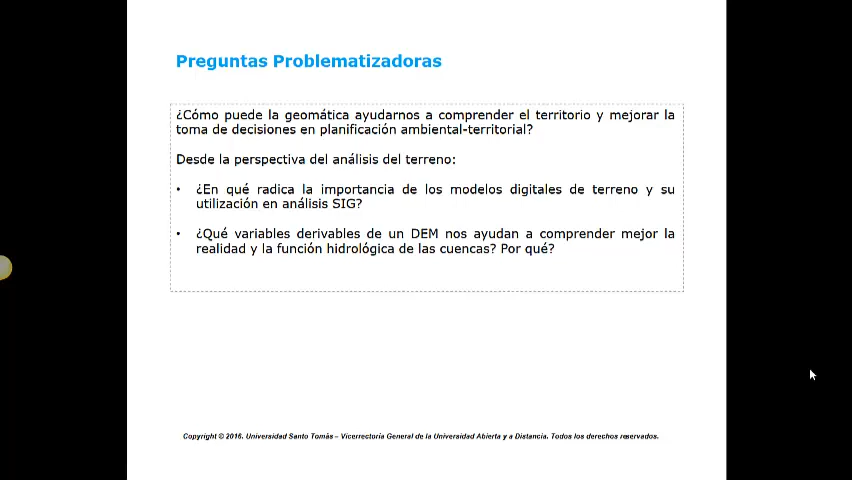 Preguntas Problematizadoras
¿Cómo puede la geomática ayudarnos a comprender el territorio y mejorar la
toma de decisiones en planificación ambiental-territorial?
Desde la perspectiva del análisis del terreno:
• ¿En qué radica la importancia de los modelos digitales de terreno y su
utilización en análisis SIG?
• ¿Qué variables derivables de un DEM nos ayudan a comprender mejor la
realidad y la función hidrológica de las cuencas? Por qué?
Copyright © 2016. Universidad Santo Tomás – Vicerrectoría General de la Universidad Abierta y a Distancia. Todos los derechos reservados.